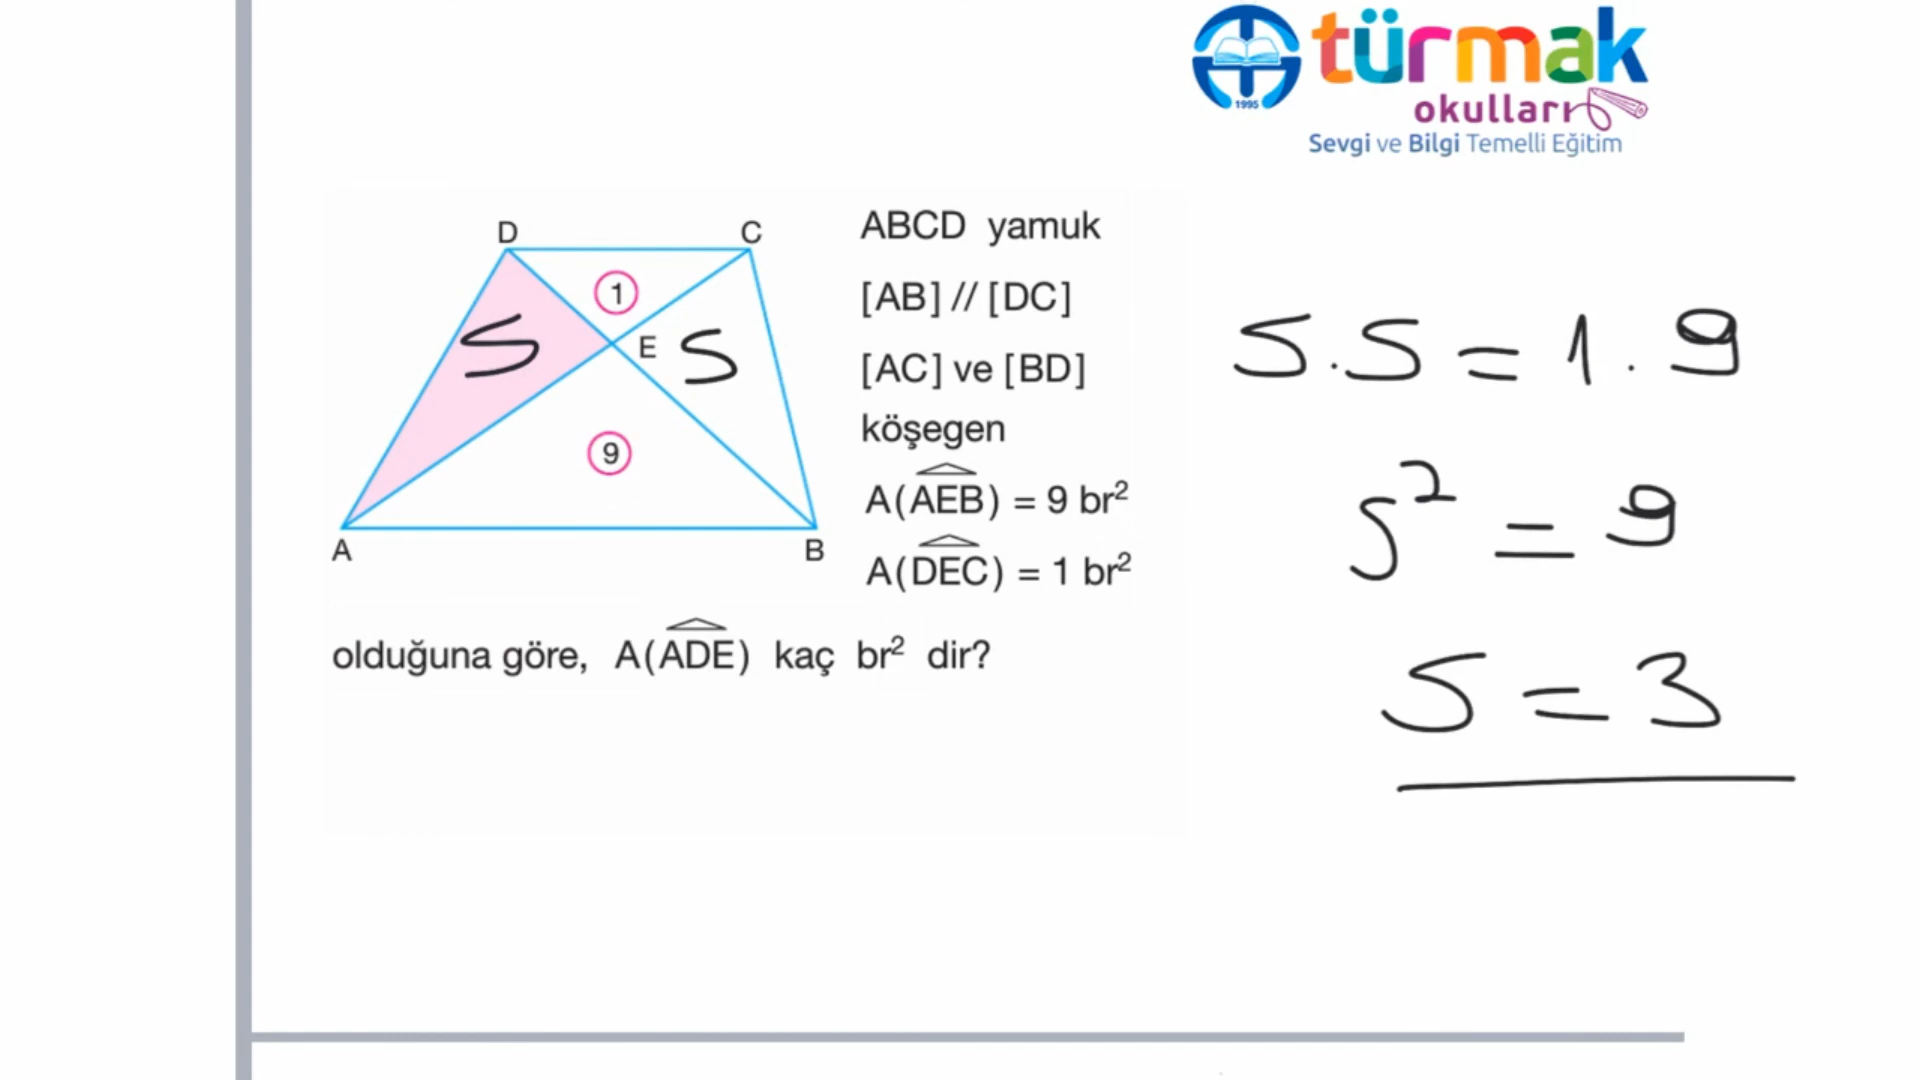 1995
türmak
okulları
Sevgi ve Bilgi Temelli Eğitim
D
C
1
S
E
S
9
A
B
ABCD yamuk
[AB] // [DC]
[AC] ve [BD]
köşegen
A(AEB) = 9 br²
A(DEC) = 1 br²
olduğuna göre, A(ADE) kaç br² dir?
S.S = 1.9
S² = 9
S = 3